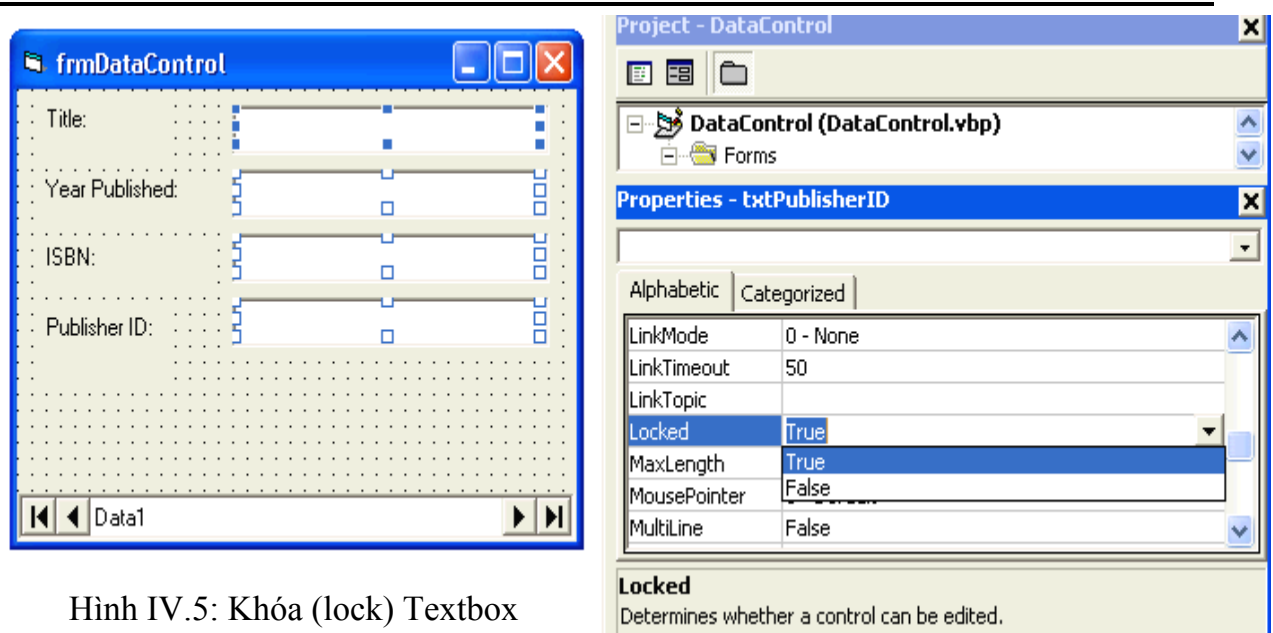 frmDataControl
Title:
Year Published:
ISBN:
Publisher ID:
Data1
Hình IV.5: Khóa (lock) Textbox
Project - DataControl
DataControl (DataControl.vbp)
Forms
Properties - txtPublisherID
Alphabetic Categorized
LinkMode 0 - None
LinkTimeout 50
LinkTopic
Locked True
MaxLength True
False
MousePointer
MultiLine False
Locked
Determines whether a control can be edited.